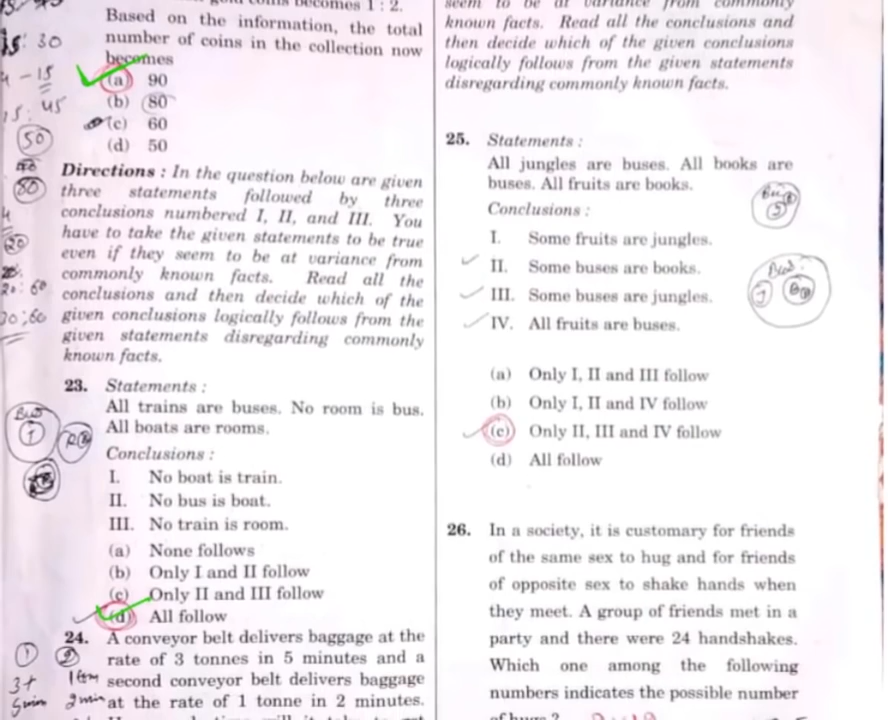 becomes 1 : 2.
Based on the information, the total
number of coins in the collection now
becomes
(a) 90
(b) 80
(c) 60
(d) 50
Directions : In the question below are given
three statements followed by three
conclusions numbered I, II, and III. You
have to take the given statements to be true
even if they seem to be at variance from
commonly known facts. Read all the
conclusions and then decide which of the
given conclusions logically follows from the
given statements disregarding commonly
known facts.
23. Statements :
All trains are buses. No room is bus.
All boats are rooms.
Conclusions :
I. No boat is train.
II. No bus is boat.
III. No train is room.
(a) None follows
(b) Only I and II follow
(c) Only II and III follow
(d) All follow
24. A conveyor belt delivers baggage at the
rate of 3 tonnes in 5 minutes and a
second conveyor belt delivers baggage
at the rate of 1 tonne in 2 minutes.
seem to be at variance from commonly
known facts. Read all the conclusions and
then decide which of the given conclusions
logically follows from the given statements
disregarding commonly known facts.
25. Statements :
All jungles are buses. All books are
buses. All fruits are books.
Conclusions :
I. Some fruits are jungles.
II. Some buses are books.
III. Some buses are jungles.
IV. All fruits are buses.
(a) Only I, II and III follow
(b) Only I, II and IV follow
(c) Only II, III and IV follow
(d) All follow
26. In a society, it is customary for friends
of the same sex to hug and for friends
of opposite sex to shake hands when
they meet. A group of friends met in a
party and there were 24 handshakes.
Which one among the following
numbers indicates the possible number
of hugs ?